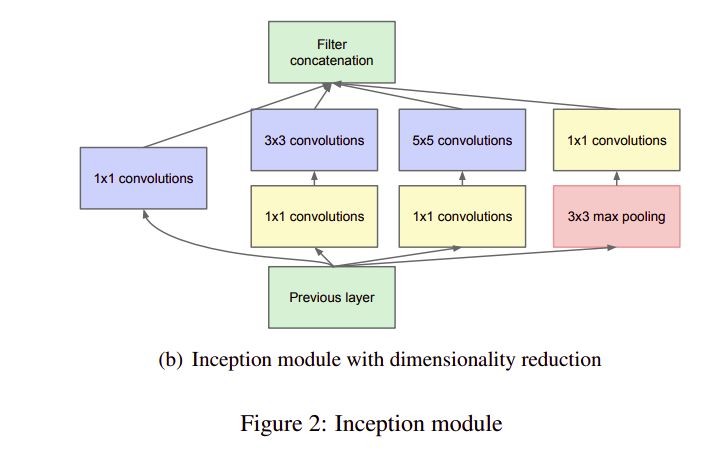 Filter
concatenation
3x3 convolutions
5x5 convolutions
1x1 convolutions
1x1 convolutions
1x1 convolutions
1x1 convolutions
3x3 max pooling
Previous layer
(b) Inception module with dimensionality reduction
Figure 2: Inception module